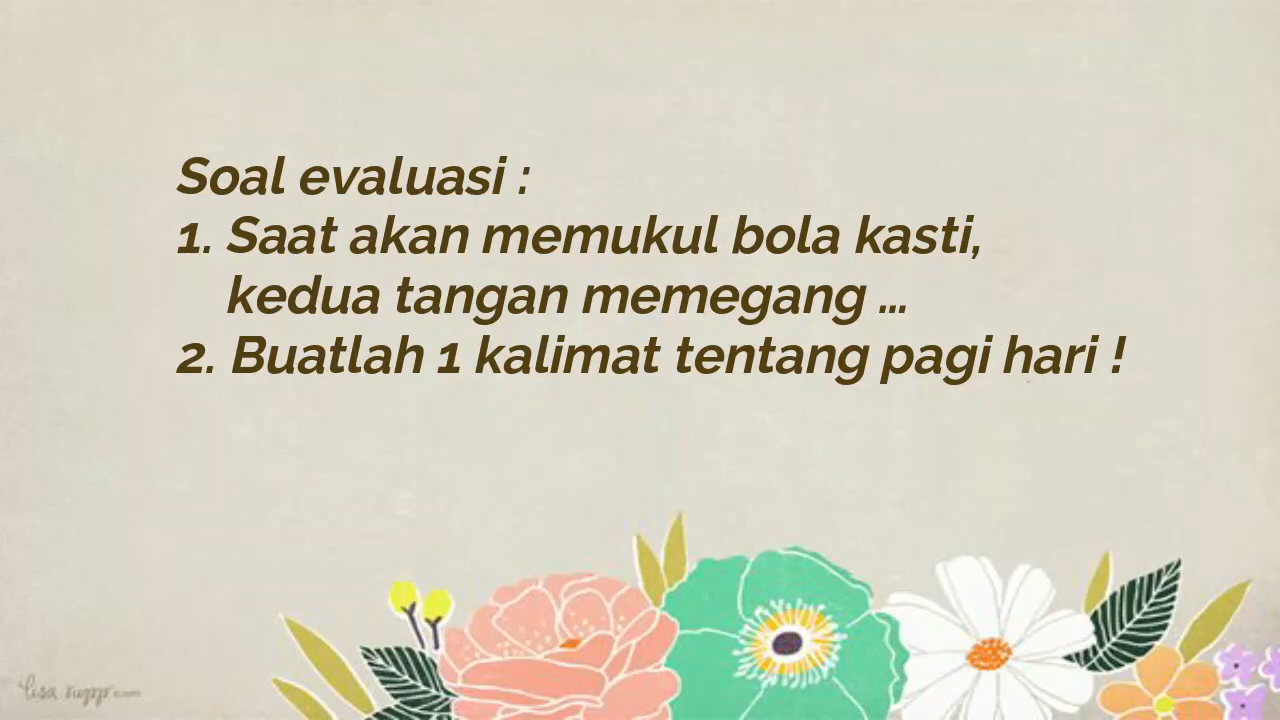 Soal evaluasi :
1. Saat akan memukul bola kasti,
kedua tangan memegang ...
2. Buatlah 1 kalimat tentang pagi hari !